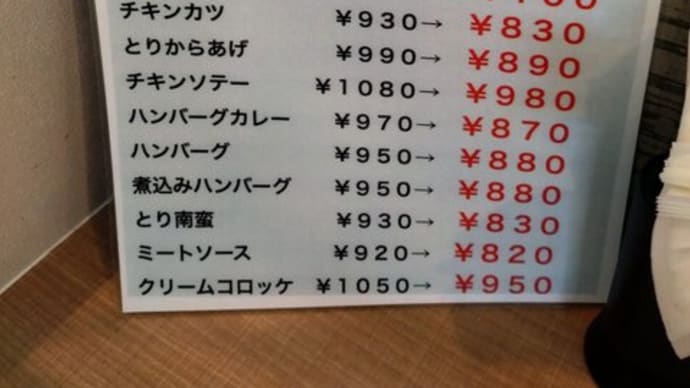 チキンカツ ￥930→ ￥830
とりからあげ ￥990→ ￥890
チキンソテー ￥1080→ ￥980
ハンバーグカレー ￥970→ ￥870
ハンバーグ ￥950→ ￥880
煮込みハンバーグ ￥950→ ￥880
とり南蛮 ￥930→ ￥830
ミートソース ￥920→ ￥820
クリームコロッケ ￥1050→ ￥950